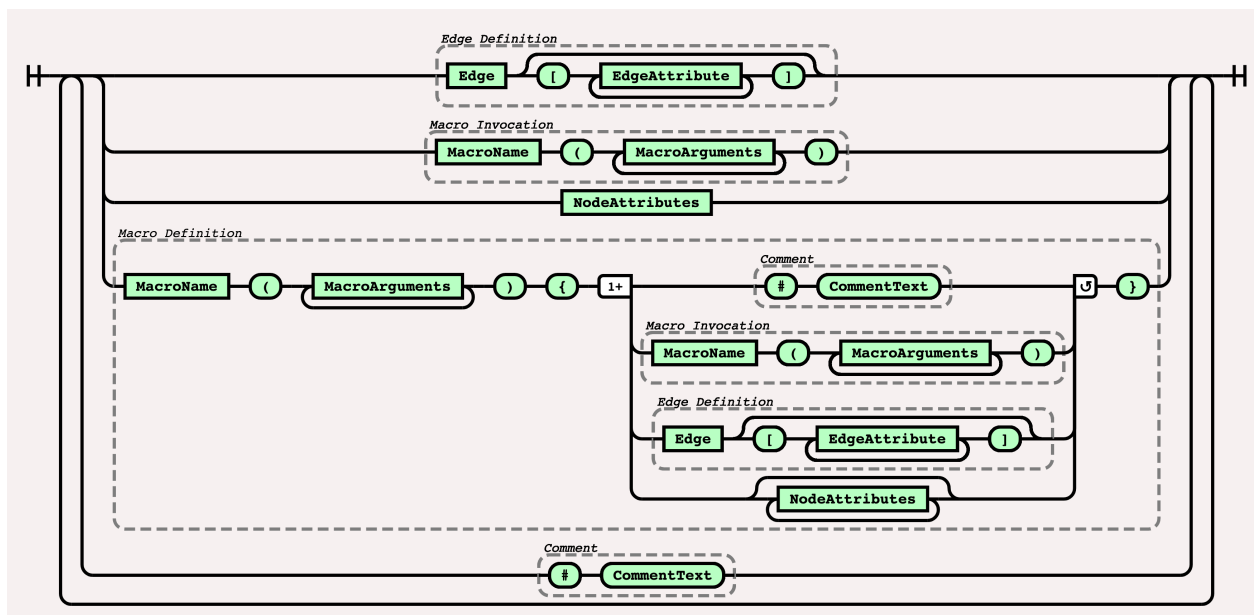 Edge Definition
Edge [ EdgeAttribute ]
Macro Invocation
MacroName ( MacroArguments )
NodeAttributes
Macro Definition
Comment
MacroName ( MacroArguments ) { 1+ # CommentText ↺ }
Macro Invocation
MacroName ( MacroArguments )
Edge Definition
Edge [ EdgeAttribute ]
NodeAttributes
Comment
# CommentText